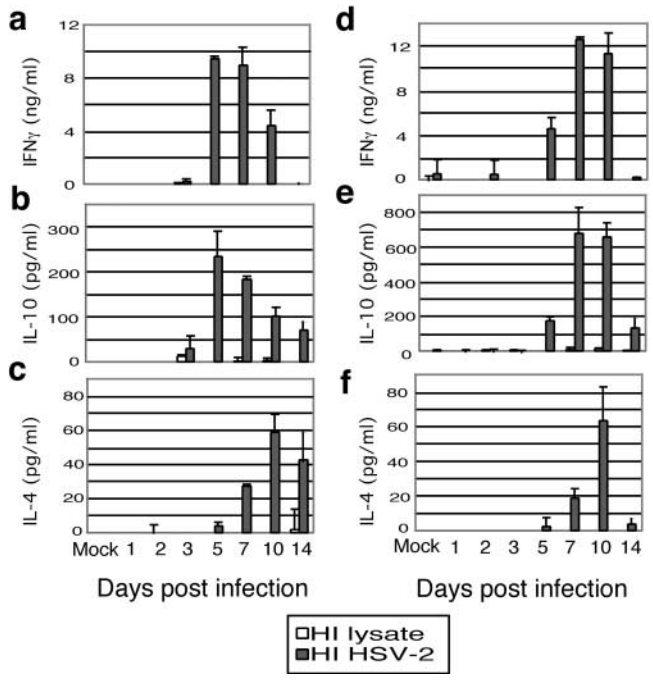 a
IFNγ (ng/ml)
12
8
4
0
b
IL-10 (pg/ml)
300
200
100
0
c
IL-4 (pg/ml)
80
60
40
20
0
Mock 1 2 3 5 7 10 14
Days post infection
d
IFNγ (ng/ml)
12
8
4
0
e
IL-10 (pg/ml)
800
600
400
200
0
f
IL-4 (pg/ml)
80
60
40
20
0
Mock 1 2 3 5 7 10 14
Days post infection
HI lysate
HI HSV-2